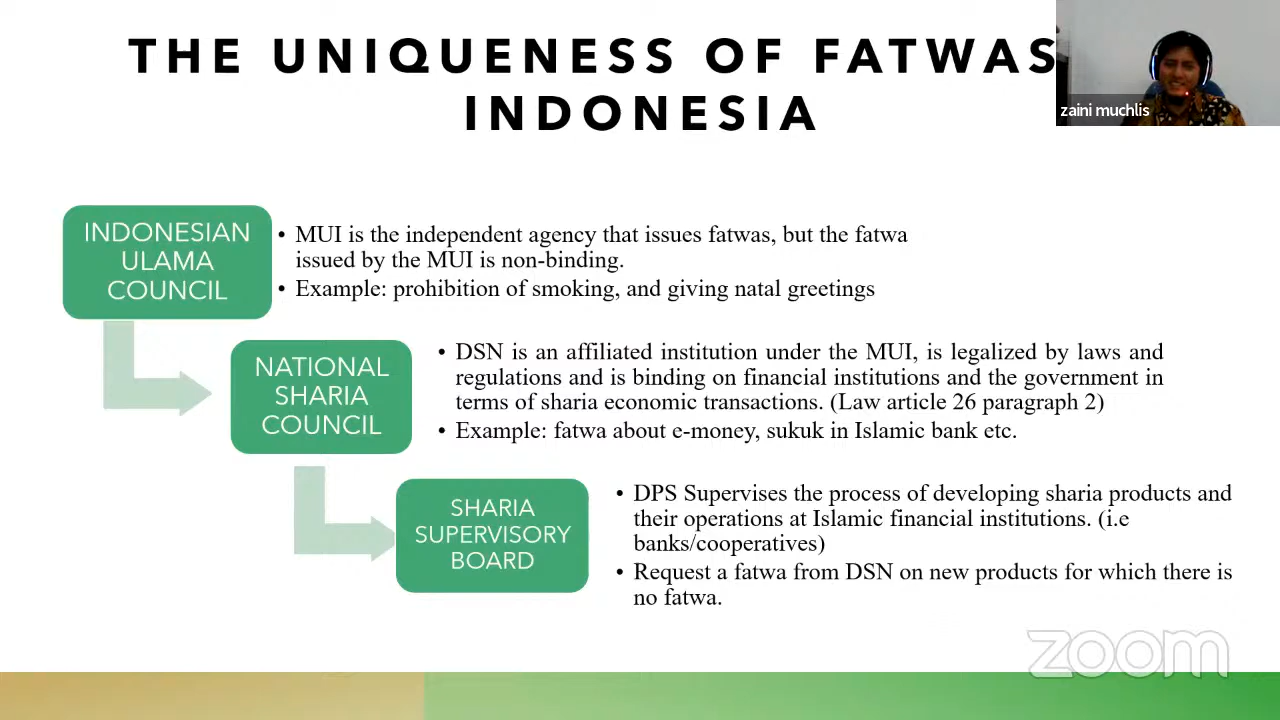 THE UNIQUENESS OF FATWAS
INDONESIA
zaini muchlis
INDONESIAN
ULAMA
COUNCIL
• MUI is the independent agency that issues fatwas, but the fatwa
issued by the MUI is non-binding.
• Example: prohibition of smoking, and giving natal greetings
NATIONAL
SHARIA
COUNCIL
• DSN is an affiliated institution under the MUI, is legalized by laws and
regulations and is binding on financial institutions and the government in
terms of sharia economic transactions. (Law article 26 paragraph 2)
• Example: fatwa about e-money, sukuk in Islamic bank etc.
SHARIA
SUPERVISORY
BOARD
• DPS Supervises the process of developing sharia products and
their operations at Islamic financial institutions. (i.e
banks/cooperatives)
• Request a fatwa from DSN on new products for which there is
no fatwa.
zoom